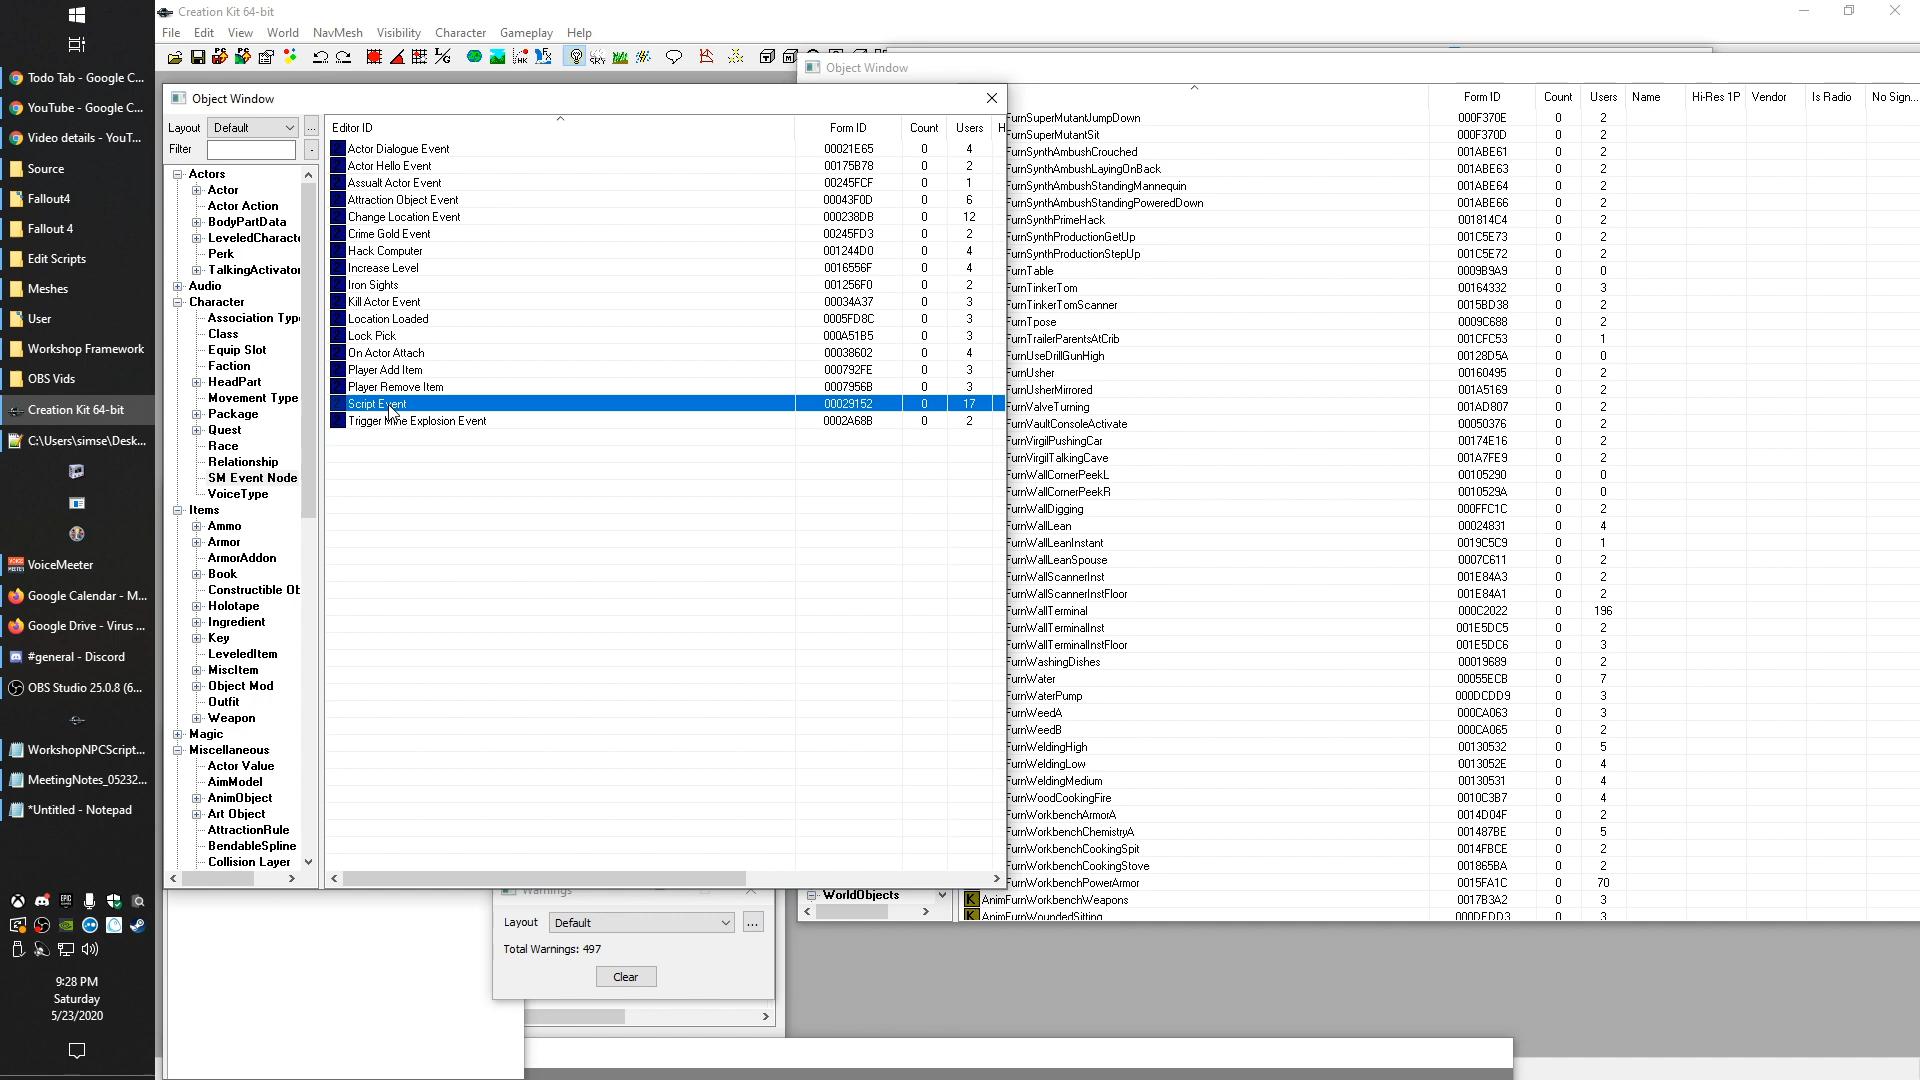 Creation Kit 64-bit
File Edit View World NavMesh Visibility Character Gameplay Help
Todo Tab - Google C...
YouTube - Google C...
Video details - YouT...
Source
Fallout4
Fallout 4
Edit Scripts
Meshes
User
Workshop Framework
OBS Vids
Creation Kit 64-bit
C:\Users\simse\Desk...
VoiceMeeter
Google Calendar - M...
Google Drive - Virus ...
#general - Discord
OBS Studio 25.0.8 (6...
WorkshopNPCScript...
MeetingNotes_05232...
*Untitled - Notepad
9:28 PM
Saturday
5/23/2020
Object Window
Layout Default ...
Filter
Actors
Actor
Actor Action
BodyPartData
LeveledCharacte
Perk
TalkingActivator
Audio
Character
Association Type
Class
Equip Slot
Faction
HeadPart
Movement Type
Package
Quest
Race
Relationship
SM Event Node
VoiceType
Items
Ammo
Armor
ArmorAddon
Book
Constructible Ob
Holotape
Ingredient
Key
LeveledItem
MiscItem
Object Mod
Outfit
Weapon
Magic
Miscellaneous
Actor Value
AimModel
AnimObject
Art Object
AttractionRule
BendableSpline
Collision Layer
Editor ID Form ID Count Users H
Actor Dialogue Event 00021E65 0 4
Actor Hello Event 00175B78 0 2
Assualt Actor Event 00245FCF 0 1
Attraction Object Event 00043F0D 0 6
Change Location Event 000238DB 0 12
Crime Gold Event 00245FD3 0 2
Hack Computer 001244D0 0 4
Increase Level 0016556F 0 4
Iron Sights 001256F0 0 2
Kill Actor Event 00034A37 0 3
Location Loaded 0005FD8C 0 3
Lock Pick 000A51B5 0 3
On Actor Attach 00038602 0 4
Player Add Item 000792FE 0 3
Player Remove Item 0007956B 0 3
Script Event 00029152 0 17
Trigger Mine Explosion Event 0002A68B 0 2
Object Window
Form ID Count Users Name Hi-Res 1P Vendor Is Radio No Sign...
FurnSuperMutantJumpDown 000F370E 0 2
FurnSuperMutantSit 000F370D 0 2
FurnSynthAmbushCrouched 001ABE61 0 2
FurnSynthAmbushLayingOnBack 001ABE63 0 2
FurnSynthAmbushStandingMannequin 001ABE64 0 2
FurnSynthAmbushStandingPoweredDown 001ABE66 0 2
FurnSynthPrimeHack 001814C4 0 2
FurnSynthProductionGetUp 001C5E73 0 2
FurnSynthProductionStepUp 001C5E72 0 2
FurnTable 0009B9A9 0 0
FurnTinkerTom 00164332 0 3
FurnTinkerTomScanner 0015BD38 0 2
FurnTpose 0009C688 0 2
FurnTrailerParentsAtCrib 001CFC53 0 1
FurnUseDrillGunHigh 00128D5A 0 0
FurnUsher 00160495 0 2
FurnUsherMirrored 001A5169 0 2
FurnValveTurning 001AD807 0 2
FurnVaultConsoleActivate 00050376 0 2
FurnVirgilPushingCar 00174E16 0 2
FurnVirgilTalkingCave 001A7FE9 0 2
FurnWallCornerPeekL 00105290 0 0
FurnWallCornerPeekR 0010529A 0 0
FurnWallDigging 000FFC1C 0 2
FurnWallLean 00024831 0 4
FurnWallLeanInstant 0019C5C9 0 1
FurnWallLeanSpouse 0007C611 0 2
FurnWallScannerInst 001E84A3 0 2
FurnWallScannerInstFloor 001E84A1 0 2
FurnWallTerminal 000C2022 0 196
FurnWallTerminalInst 001E5DC5 0 2
FurnWallTerminalInstFloor 001E5DC6 0 3
FurnWashingDishes 00019689 0 2
FurnWater 00055ECB 0 7
FurnWaterPump 000DCDD9 0 3
FurnWeedA 000CA063 0 3
FurnWeedB 000CA065 0 2
FurnWeldingHigh 00130532 0 5
FurnWeldingLow 0013052E 0 4
FurnWeldingMedium 00130531 0 4
FurnWoodCookingFire 0010C3B7 0 4
FurnWorkbenchArmorA 0014D04F 0 2
FurnWorkbenchChemistryA 001487BE 0 5
FurnWorkbenchCookingSpit 0014FBCE 0 2
FurnWorkbenchCookingStove 001865BA 0 2
FurnWorkbenchPowerArmor 0015FA1C 0 70
AnimFurnWorkbenchWeapons 0017B3A2 0 3
AnimFurnWoundedSitting 000DEDD3 0 3
WorldObjects
Warnings
Layout Default ...
Total Warnings: 497
Clear